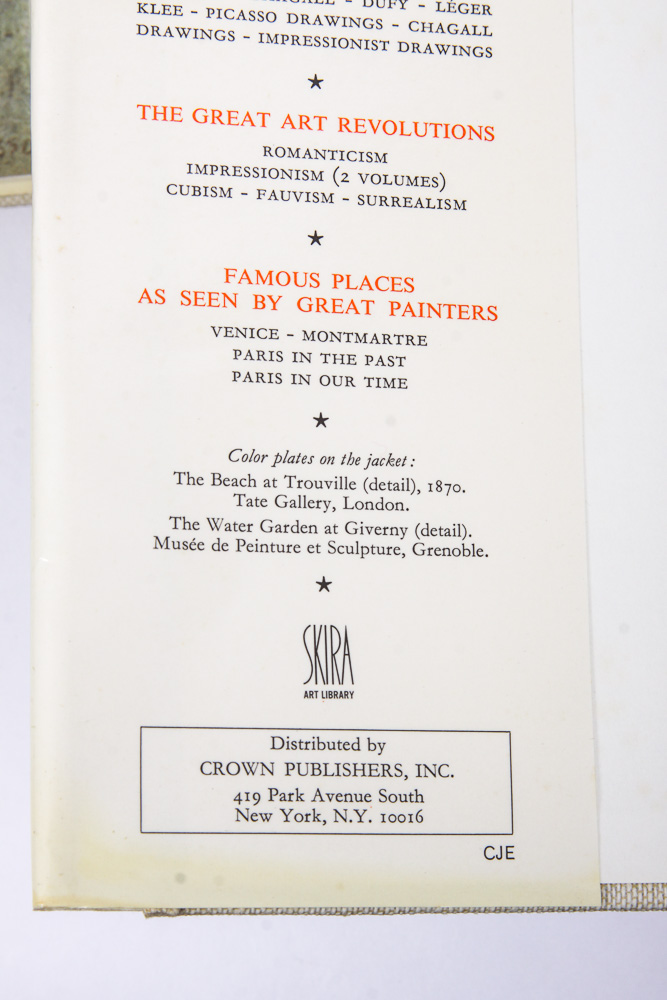 DUFY - LÉGER
KLEE - PICASSO DRAWINGS - CHAGALL
DRAWINGS - IMPRESSIONIST DRAWINGS
THE GREAT ART REVOLUTIONS
ROMANTICISM
IMPRESSIONISM (2 VOLUMES)
CUBISM - FAUVISM - SURREALISM
FAMOUS PLACES
AS SEEN BY GREAT PAINTERS
VENICE - MONTMARTRE
PARIS IN THE PAST
PARIS IN OUR TIME
Color plates on the jacket:
The Beach at Trouville (detail), 1870.
Tate Gallery, London.
The Water Garden at Giverny (detail).
Musée de Peinture et Sculpture, Grenoble.
SKIRA
ART LIBRARY
Distributed by
CROWN PUBLISHERS, INC.
419 Park Avenue South
New York, N.Y. 10016
CJE